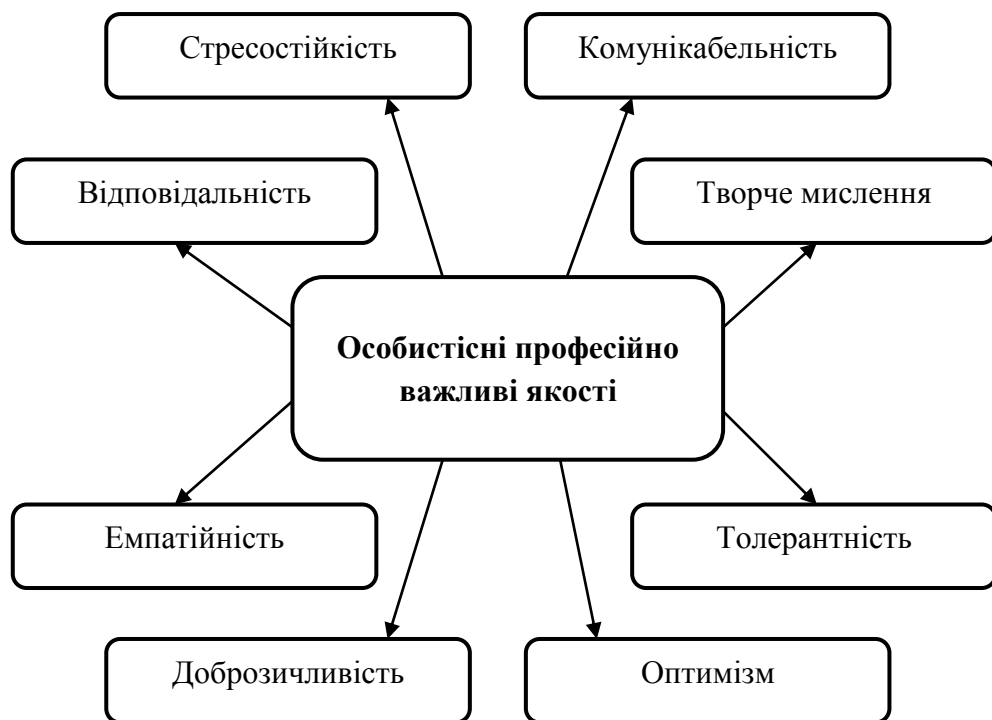 Стресостійкість
Комунікабельність
Відповідальність
Творче мислення
Особистісні професійно
важливі якості
Емпатійність
Толерантність
Доброзичливість
Оптимізм